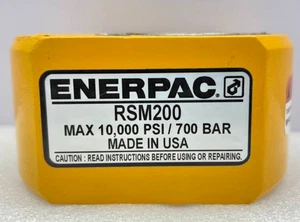 ENERPAC
RSM200
MAX 10,000 PSI / 700 BAR
MADE IN USA
CAUTION : READ INSTRUCTIONS BEFORE USING OR REPAIRING.